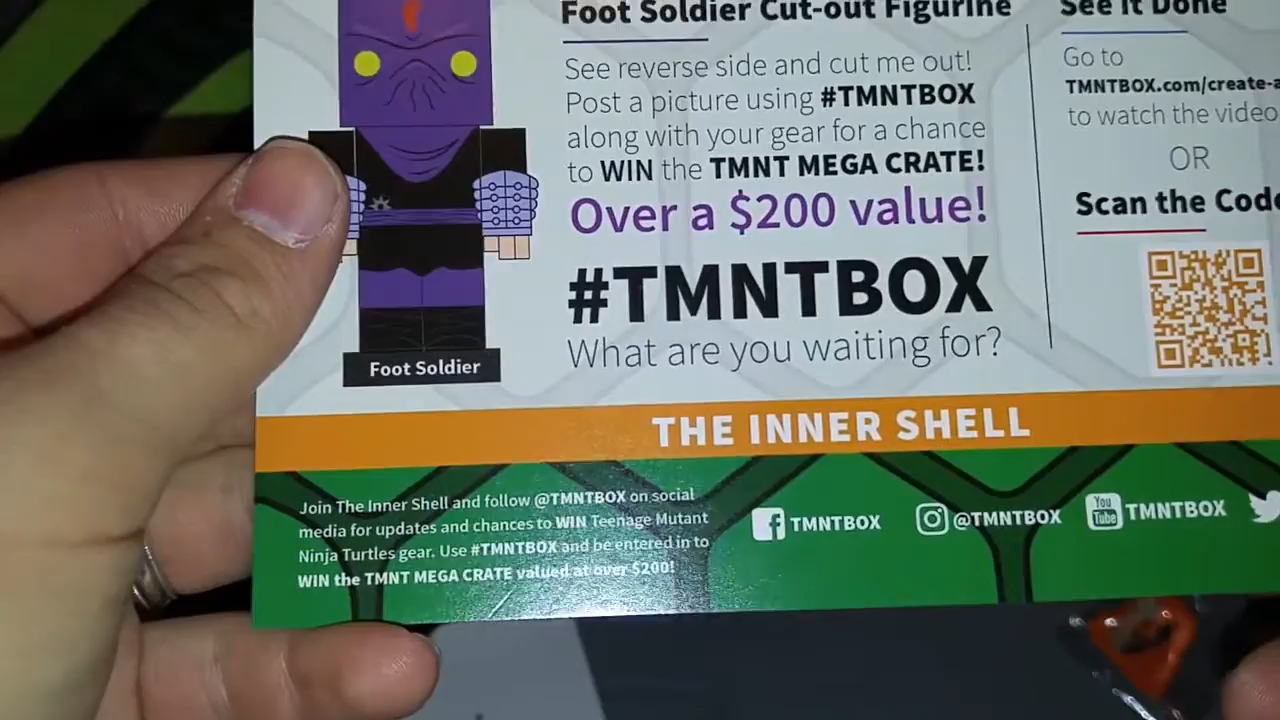 Foot Soldier Cut-out Figurine
See reverse side and cut me out!
Post a picture using #TMNTBOX
along with your gear for a chance
to WIN the TMNT MEGA CRATE!
Over a $200 value!
#TMNTBOX
What are you waiting for?
Foot Soldier
See It Done
Go to
TMNTBOX.com/create-a
to watch the video
OR
Scan the Code
THE INNER SHELL
Join The Inner Shell and follow @TMNTBOX on social
media for updates and chances to WIN Teenage Mutant
Ninja Turtles gear. Use #TMNTBOX and be entered in to
WIN the TMNT MEGA CRATE valued at over $200!
TMNTBOX
@TMNTBOX
You
Tube
TMNTBOX